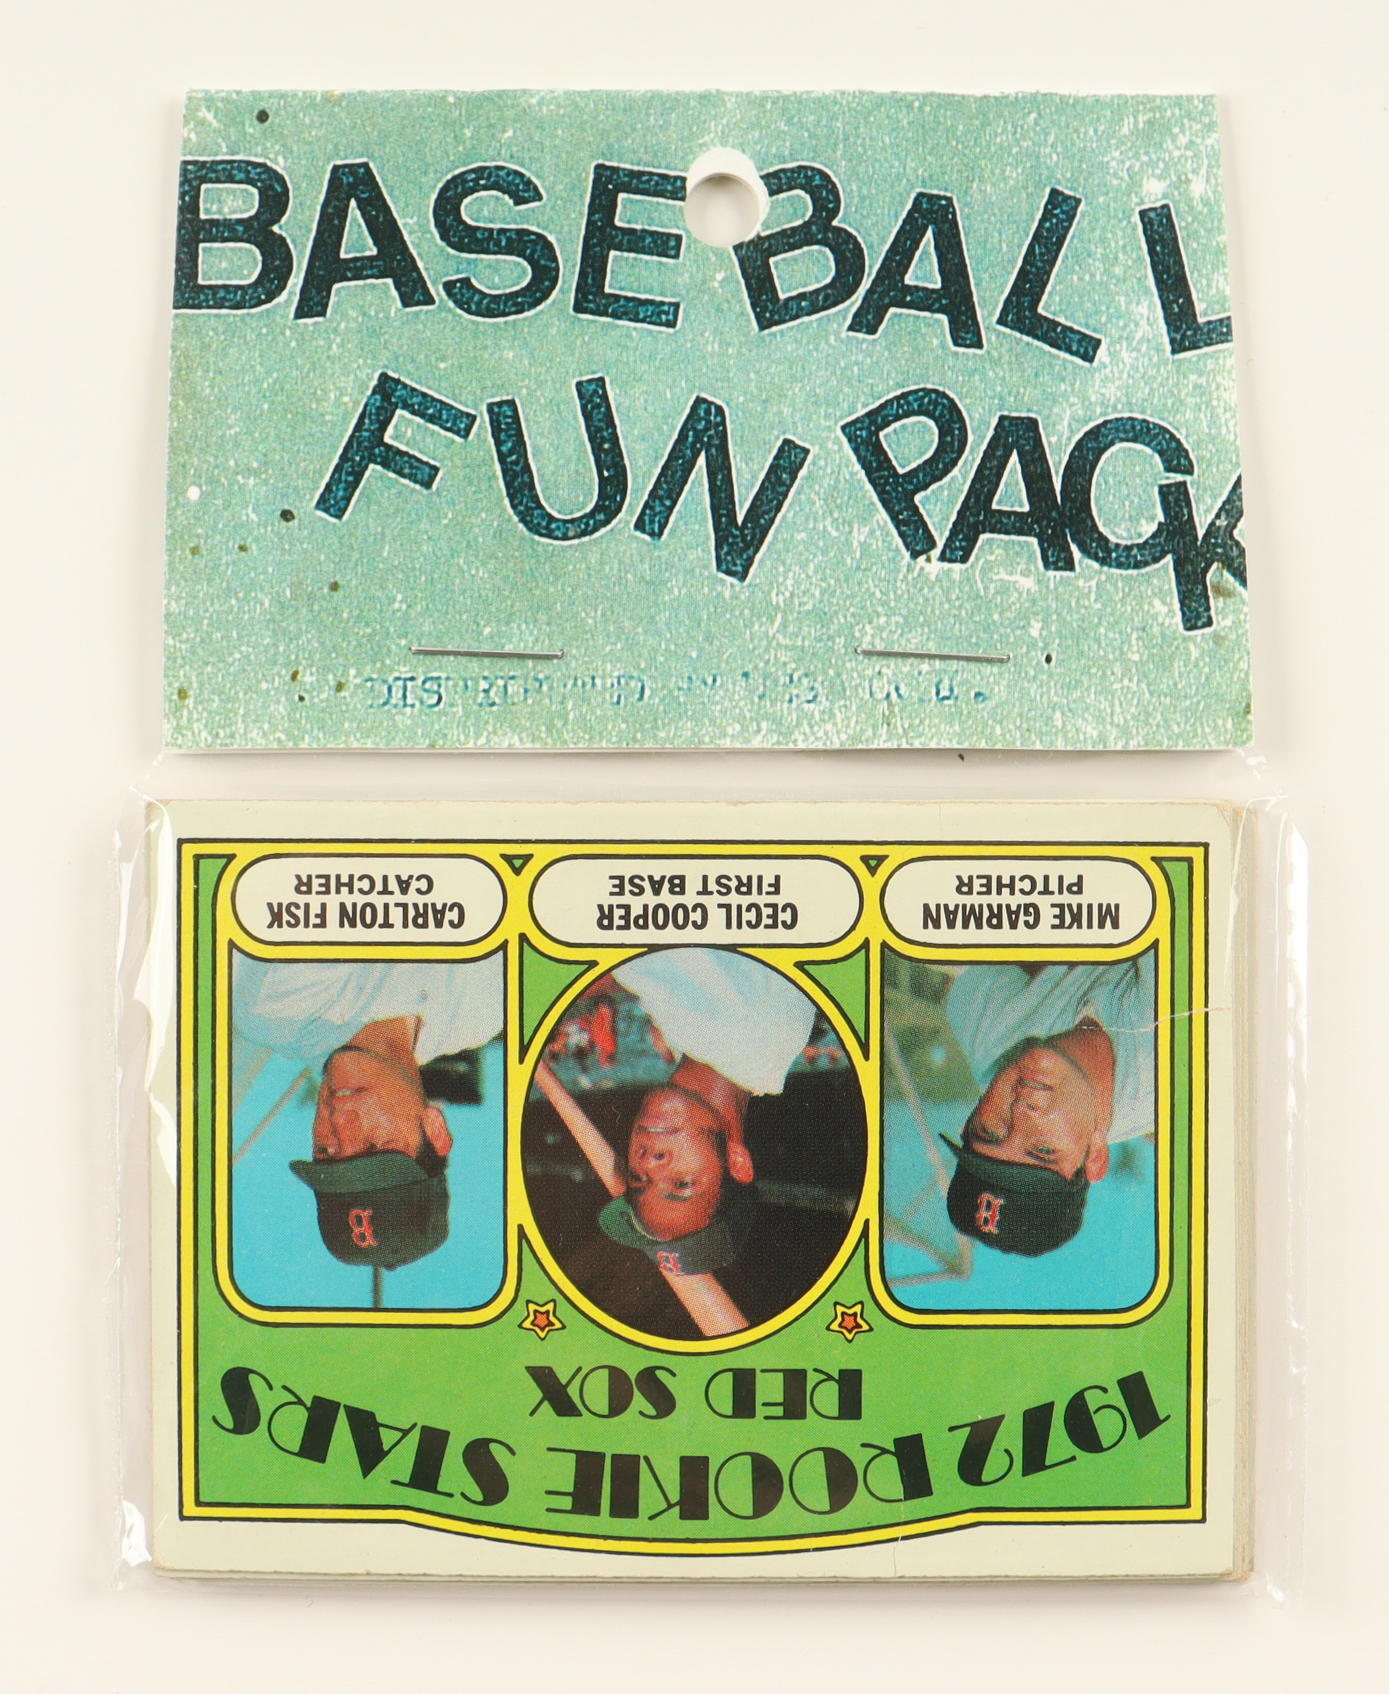 BASEBALL
FUN PACK
1972 ROOKIE STARS
RED SOX
MIKE GARMAN
PITCHER
CECIL COOPER
FIRST BASE
CARLTON FISK
CATCHER
B
B
B